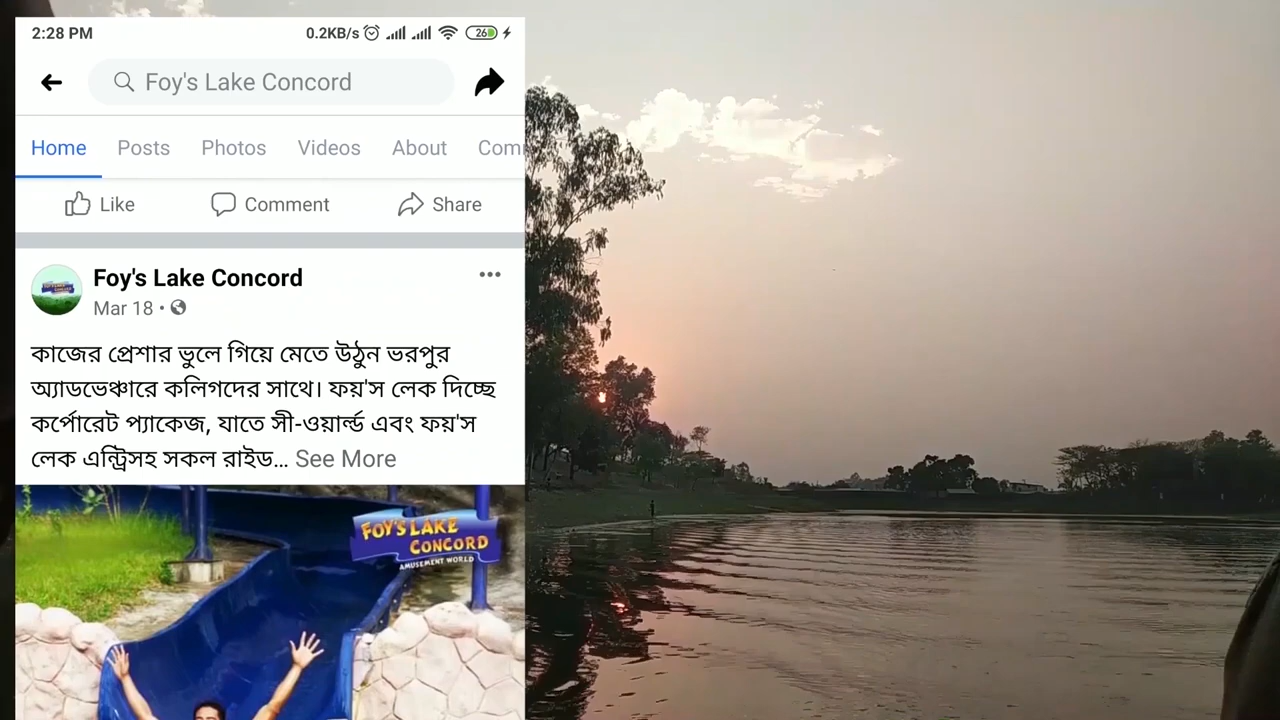 2:28 PM 0.2KB/s 26
Foy's Lake Concord
Home Posts Photos Videos About Com
Like Comment Share
Foy's Lake Concord
Mar 18
কাজের প্রেশার ভুলে গিয়ে মেতে উঠুন ভরপুর
অ্যাডভেঞ্চারে কলিগদের সাথে। ফয়'স লেক দিচ্ছে
কর্পোরেট প্যাকেজ, যাতে সী-ওয়ার্ল্ড এবং ফয়'স
লেক এন্ট্রিসহ সকল রাইড... See More
FOY'S LAKE
CONCORD
AMUSEMENT WORLD